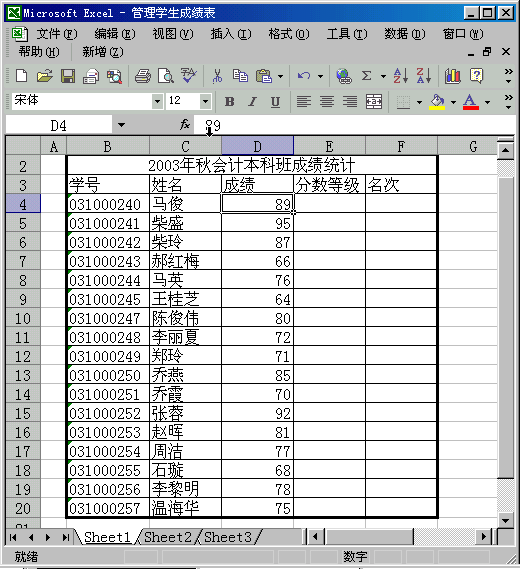 Microsoft Excel - 管理学生成绩表
文件(F) 编辑(E) 视图(V) 插入(I) 格式(O) 工具(T) 数据(D) 窗口(W)
帮助(H) 新增(Z)
宋体 12 B I U
D4 fx 89
A B C D E F G
2 2003年秋会计本科班成绩统计
3 学号 姓名 成绩 分数等级 名次
4 031000240 马俊 89
5 031000241 柴盛 95
6 031000242 柴玲 87
7 031000243 郝红梅 66
8 031000244 马英 76
9 031000245 王桂芝 64
10 031000247 陈俊伟 80
11 031000248 李丽夏 72
12 031000249 郑玲 71
13 031000250 乔燕 85
14 031000251 乔霞 70
15 031000252 张蓉 92
16 031000253 赵晖 81
17 031000254 周洁 77
18 031000255 石璇 68
19 031000256 李黎明 78
20 031000257 温海华 75
21
Sheet1 Sheet2 Sheet3
就绪 数字